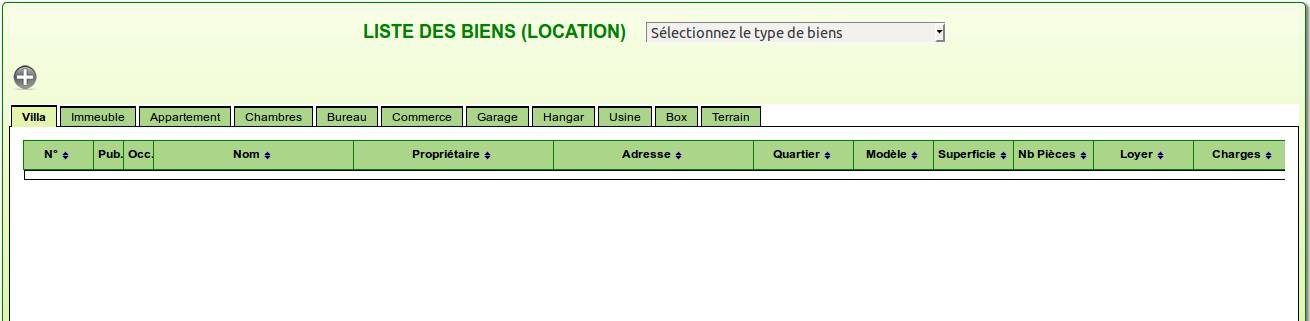 LISTE DES BIENS (LOCATION) Sélectionnez le type de biens
Villa Immeuble Appartement Chambres Bureau Commerce Garage Hangar Usine Box Terrain
N° Pub. Occ. Nom Propriétaire Adresse Quartier Modèle Superficie Nb Pièces Loyer Charges